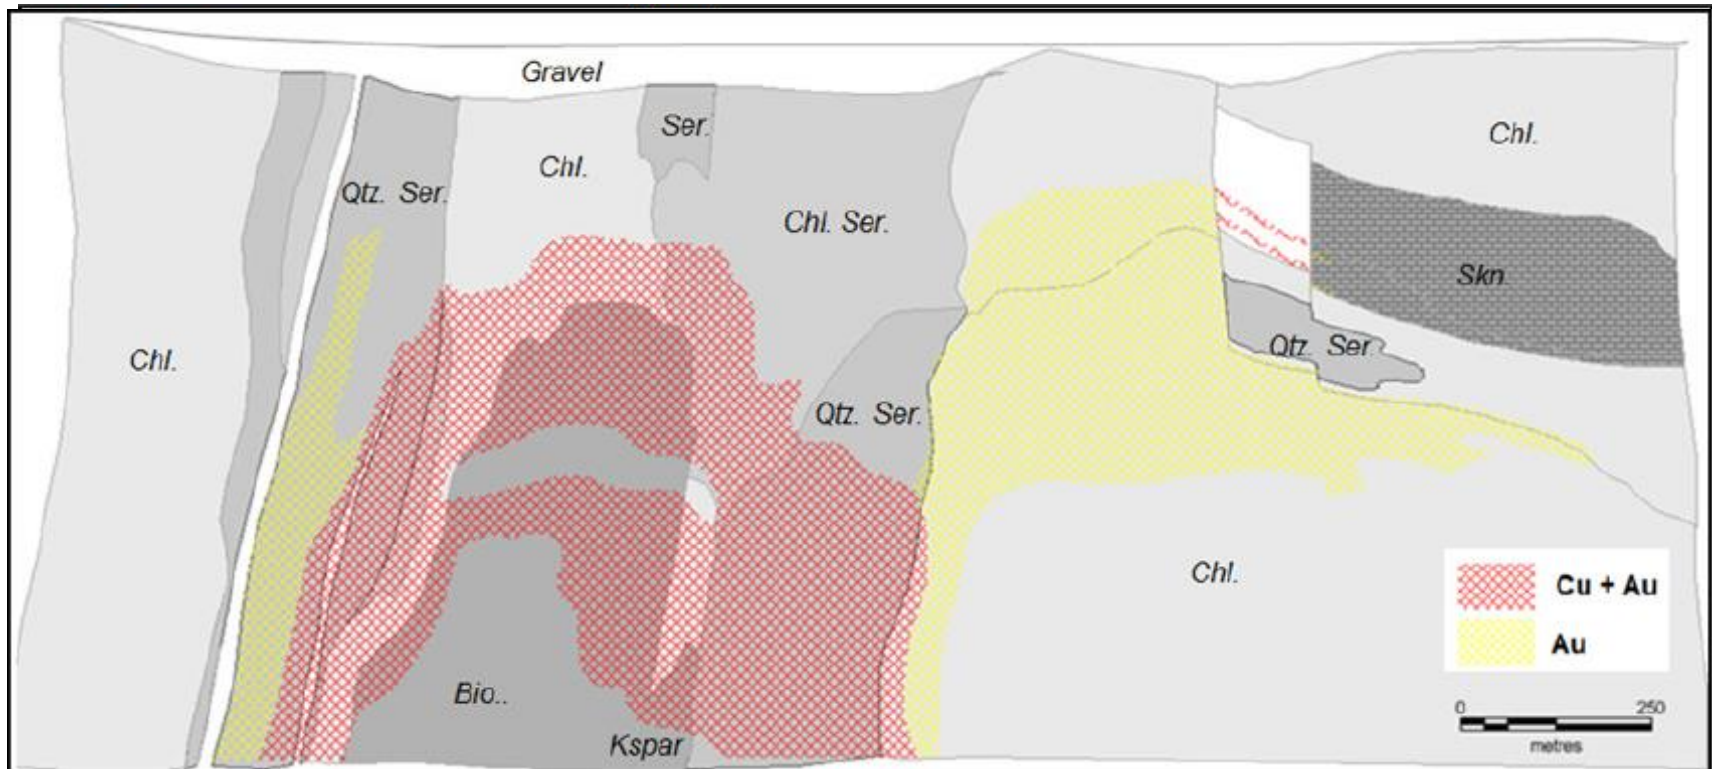 Gravel
Ser.
Chl.
Chl.
Qtz. Ser.
Chl. Ser.
Skn.
Qtz. Ser.
Chl.
Qtz. Ser.
Chl.
Cu + Au
Au
Bio..
Kspar
0 250
metres